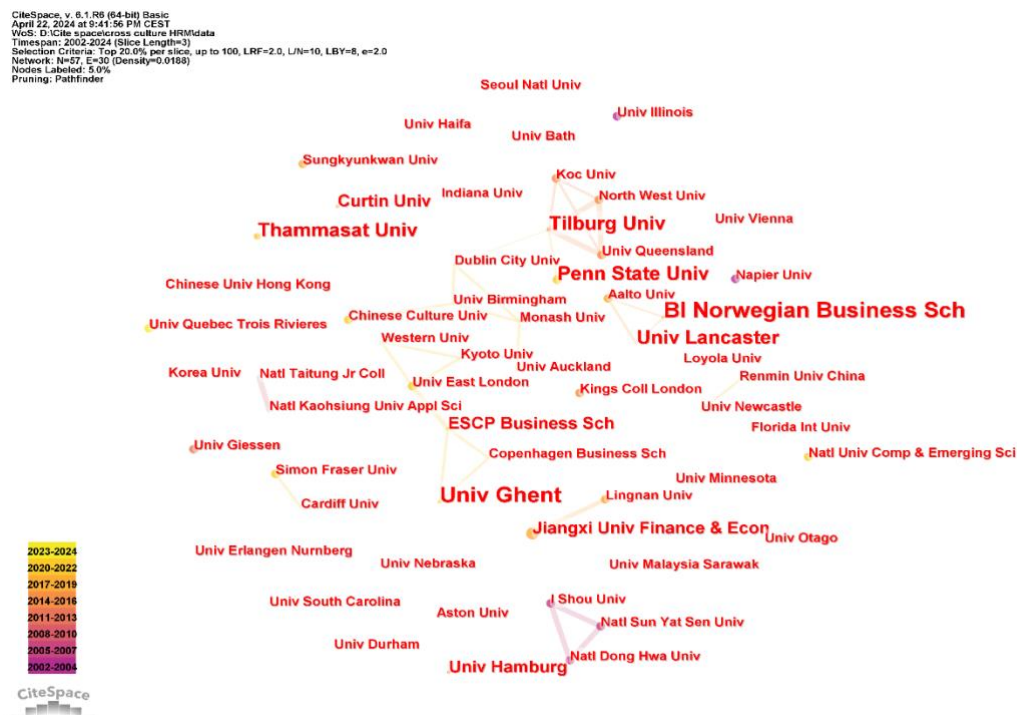 CiteSpace, v. 6.1.R6 (64-bit) Basic
April 22, 2024 at 9:41:56 PM CEST
WoS: D:\Cite space\cross culture HRM\data
Timespan: 2002-2024 (Slice Length=3)
Selection Criteria: Top 20.0% per slice, up to 100, LRF=2.0, L/N=10, LBY=8, e=2.0
Network: N=57, E=30 (Density=0.0188)
Nodes Labeled: 5.0%
Pruning: Pathfinder
Seoul Natl Univ
Univ Illinois
Univ Haifa
Univ Bath
Sungkyunkwan Univ
Koc Univ
Indiana Univ
North West Univ
Curtin Univ
Univ Vienna
Tilburg Univ
Thammasat Univ
Univ Queensland
Dublin City Univ
Penn State Univ
Napier Univ
Chinese Univ Hong Kong
Aalto Univ
Univ Birmingham
BI Norwegian Business Sch
Chinese Culture Univ
Monash Univ
Univ Quebec Trois Rivieres
Western Univ
Univ Lancaster
Kyoto Univ
Loyola Univ
Univ Auckland
Korea Univ
Natl Taitung Jr Coll
Renmin Univ China
Univ East London
Kings Coll London
Natl Kaohsiung Univ Appl Sci
Univ Newcastle
ESCP Business Sch
Florida Int Univ
Univ Giessen
Copenhagen Business Sch
Natl Univ Comp & Emerging Sci
Simon Fraser Univ
Univ Minnesota
Univ Ghent
Lingnan Univ
Cardiff Univ
Jiangxi Univ Finance & Econ
Univ Otago
Univ Erlangen Nurnberg
Univ Nebraska
Univ Malaysia Sarawak
Univ South Carolina
I Shou Univ
Aston Univ
Natl Sun Yat Sen Univ
Univ Durham
Natl Dong Hwa Univ
Univ Hamburg
2023-2024
2020-2022
2017-2019
2014-2016
2011-2013
2008-2010
2005-2007
2002-2004
CiteSpace